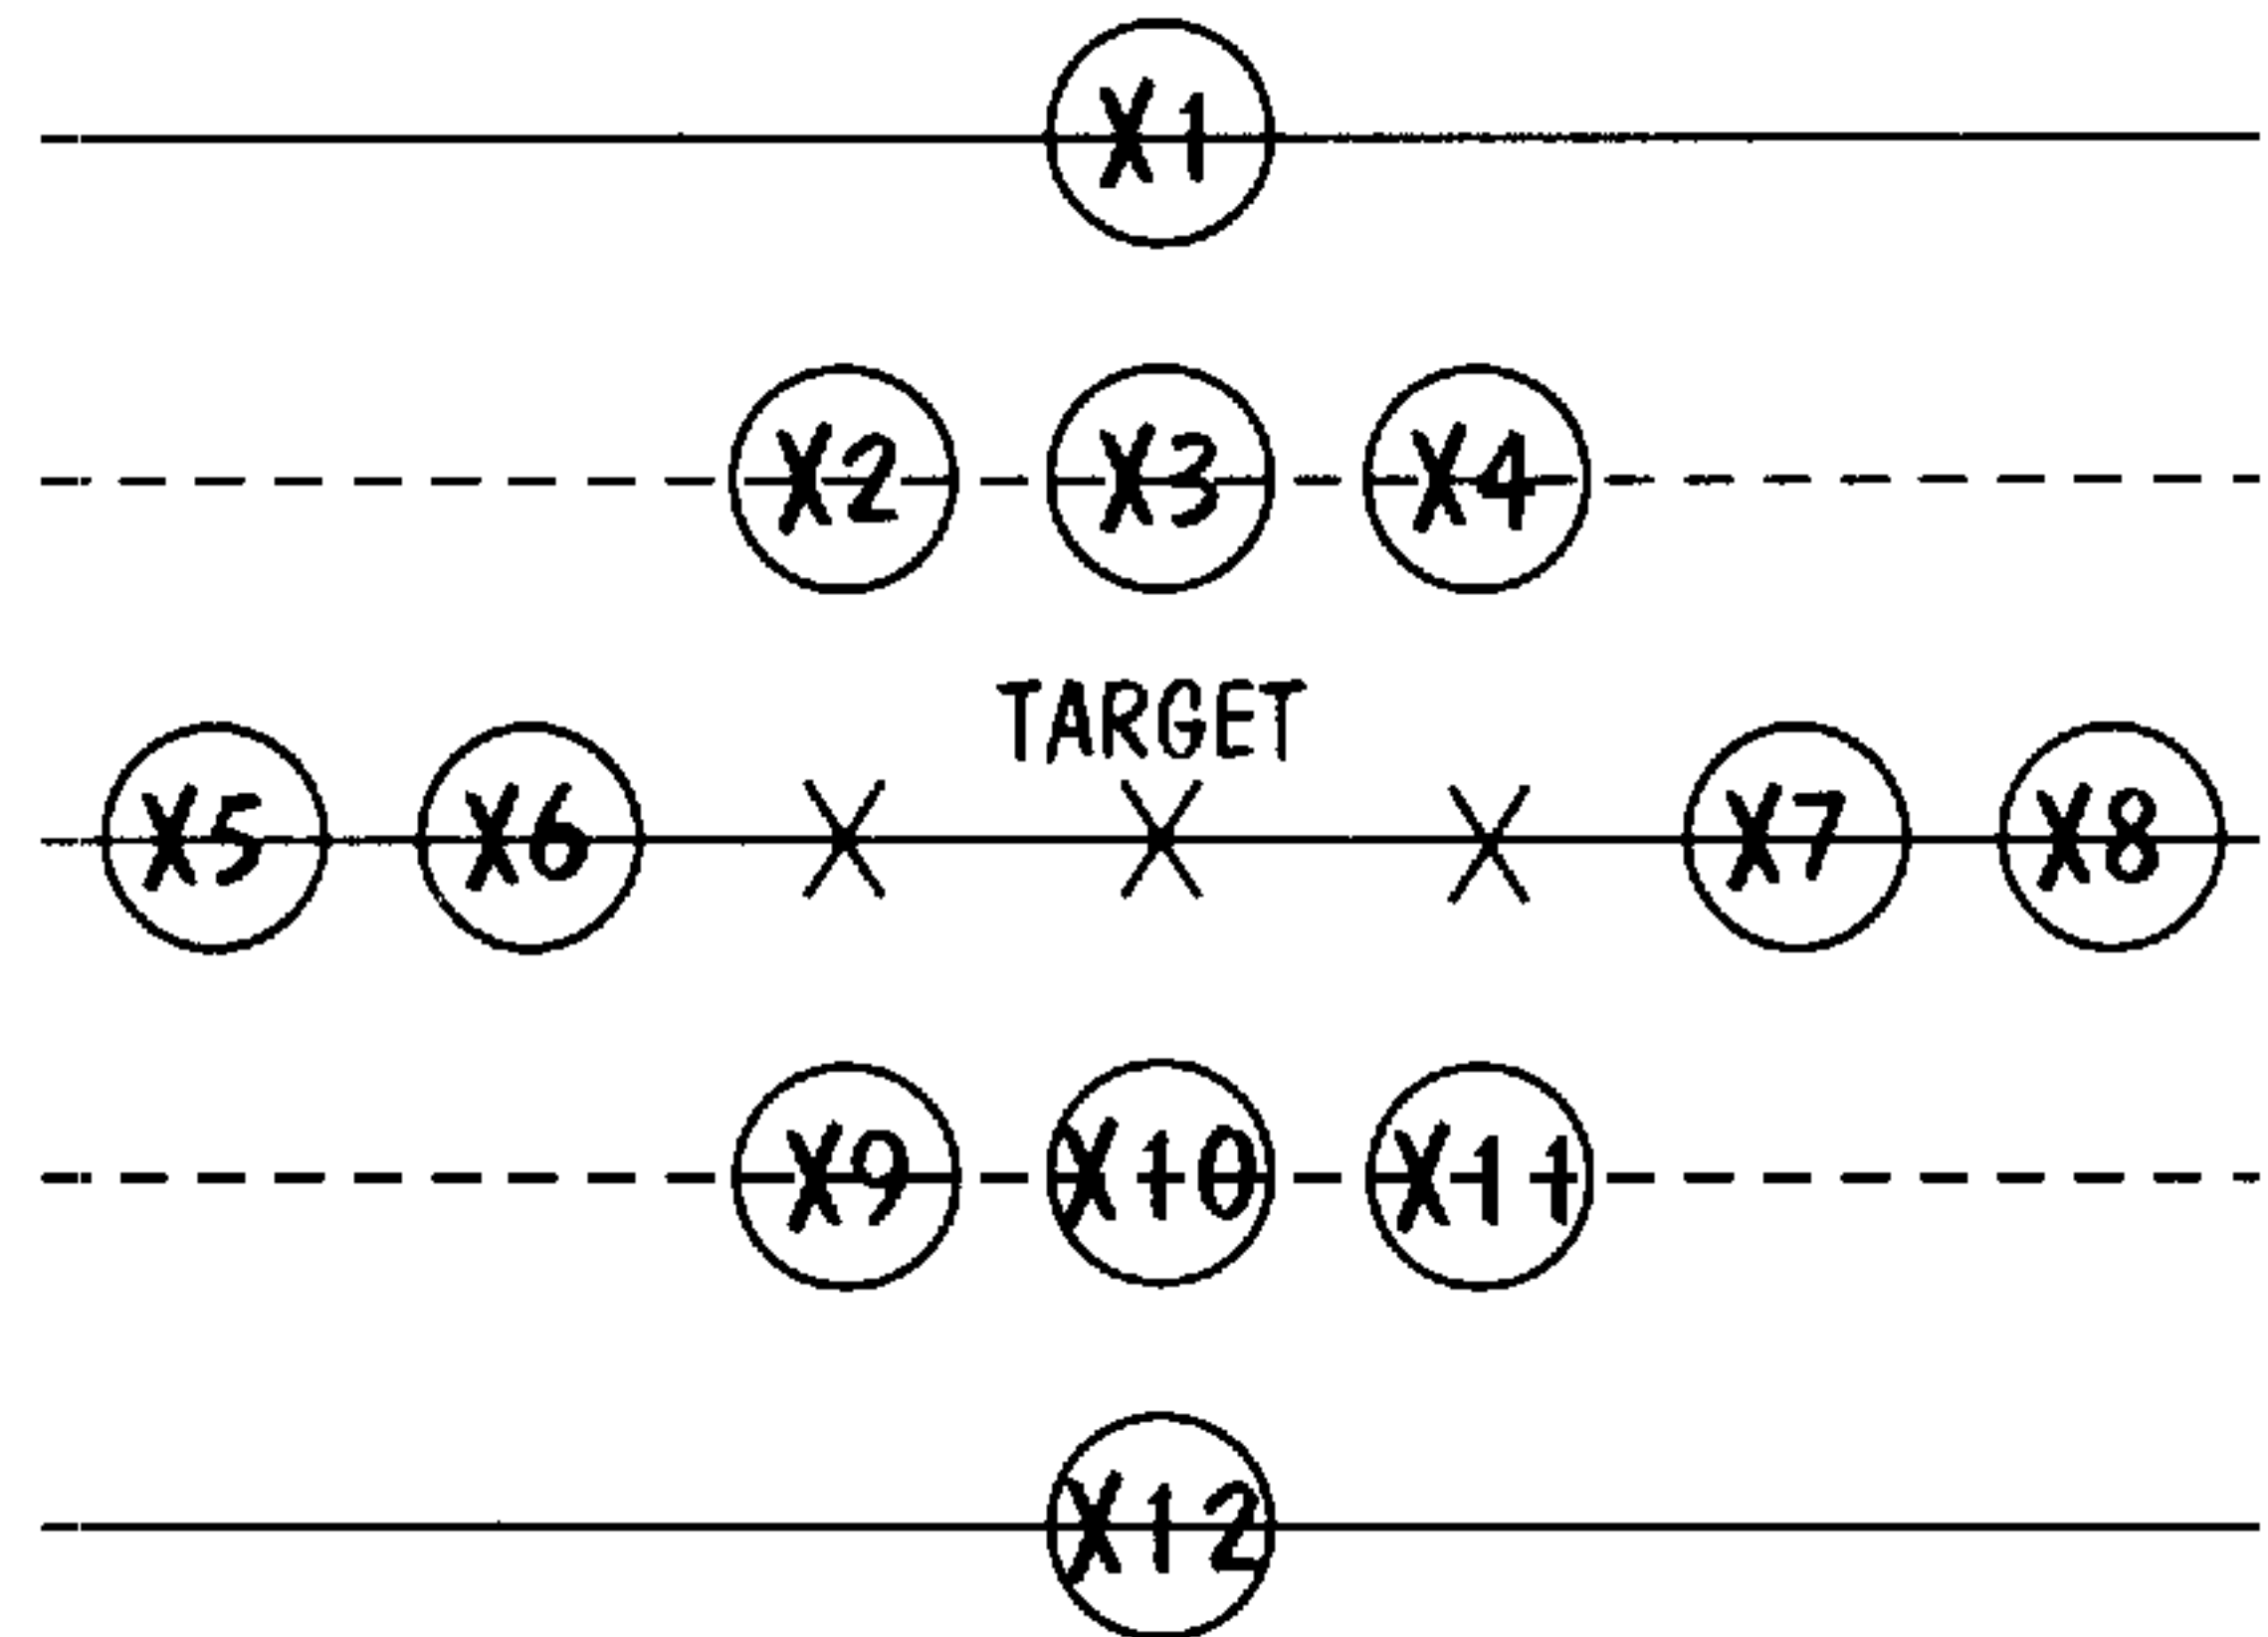 X1
X2 X3 X4
TARGET
X5 X6 X X X X7 X8
X9 X10 X11
X12